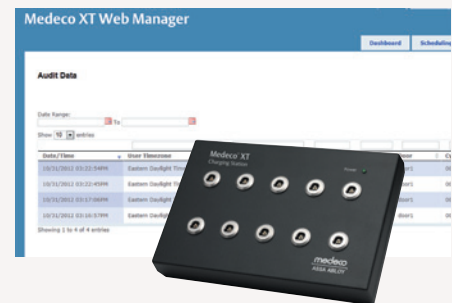 Medeco XT Web Manager
Dashboard Scheduling
Audit Data
Date Range:
To
Show 10 entries
Date/Time User Timezone
10/31/2012 03:22:54PM Eastern Daylight Time
10/31/2012 03:22:45PM Eastern Daylight
10/31/2012 03:17:06PM Eastern Daylight
10/31/2012 03:16:57PM Eastern Daylight
Showing 1 to 4 of 4 entries
Medeco XT
Charging Station
Power
medeco
ASSA ABLOY